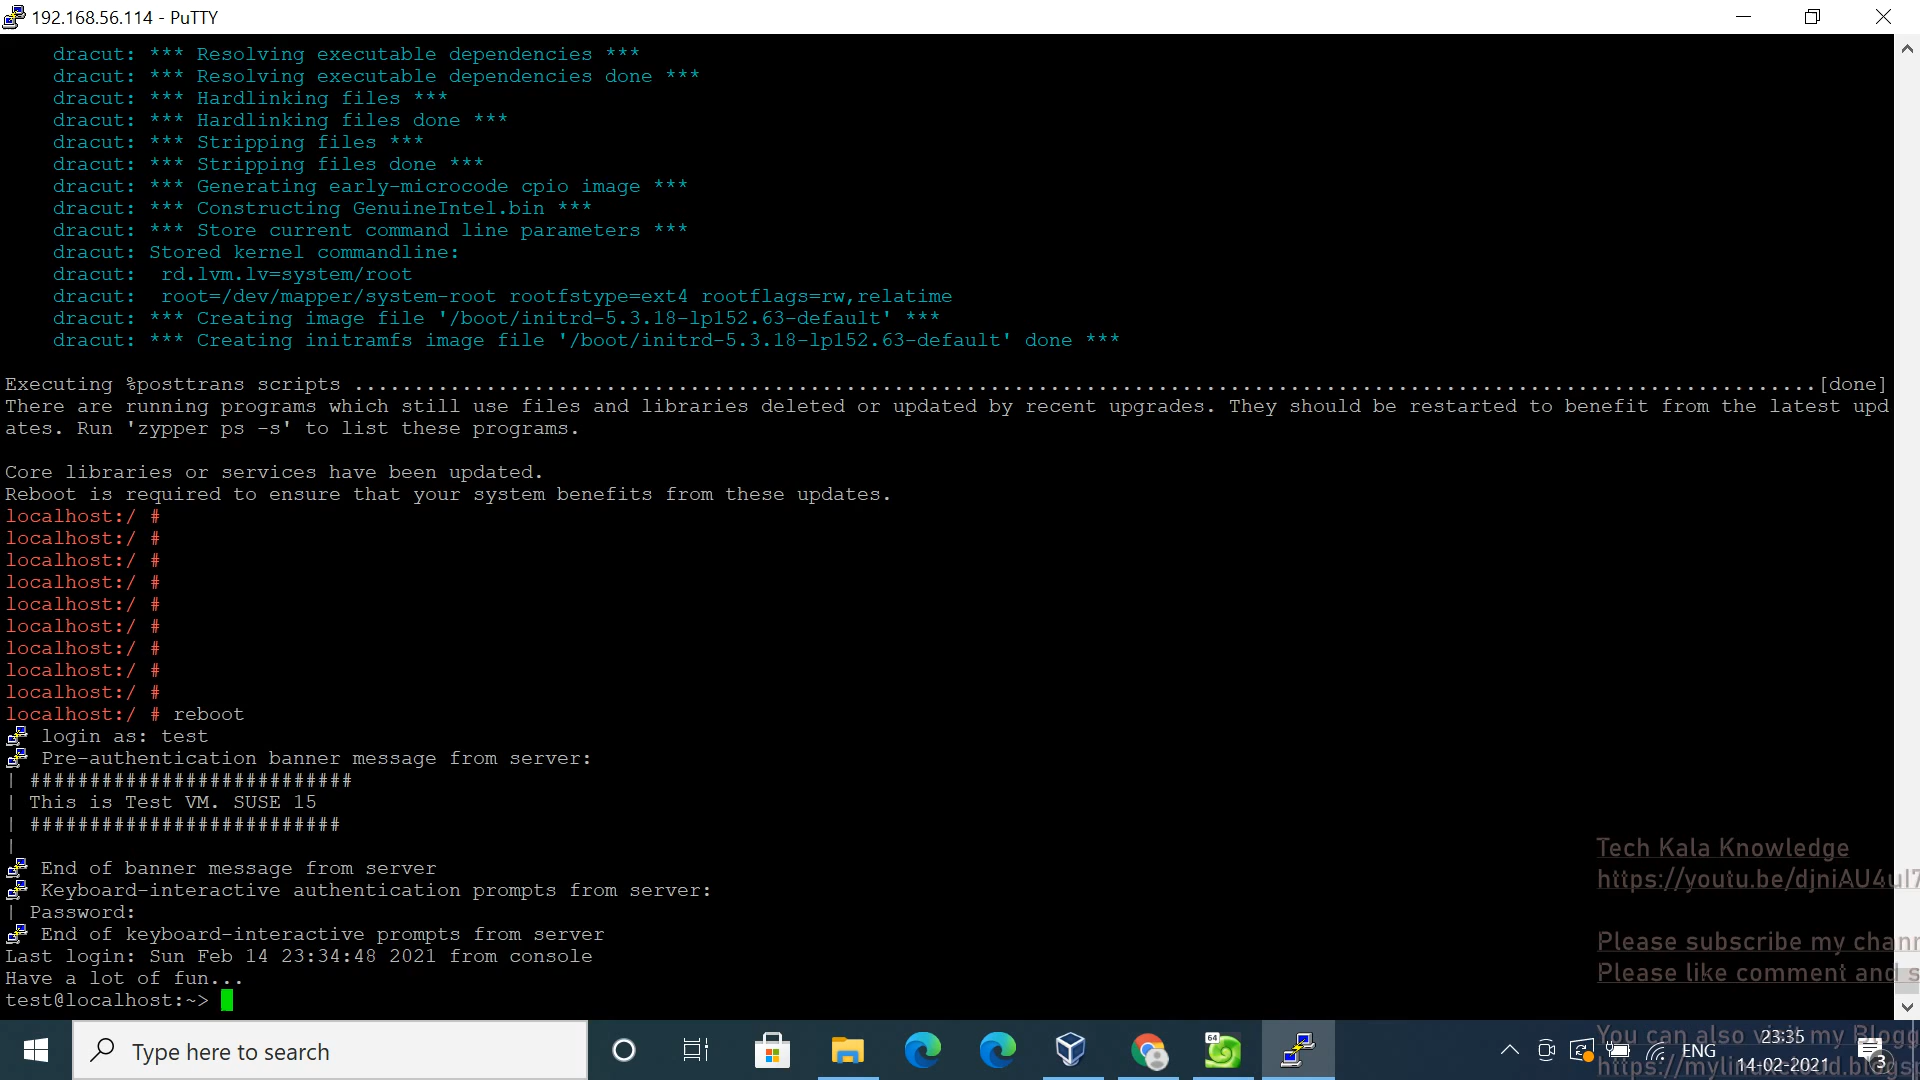 192.168.56.114 - PuTTY
dracut: *** Resolving executable dependencies ***
dracut: *** Resolving executable dependencies done ***
dracut: *** Hardlinking files ***
dracut: *** Hardlinking files done ***
dracut: *** Stripping files ***
dracut: *** Stripping files done ***
dracut: *** Generating early-microcode cpio image ***
dracut: *** Constructing GenuineIntel.bin ***
dracut: *** Store current command line parameters ***
dracut: Stored kernel commandline:
dracut:  rd.lvm.lv=system/root
dracut:  root=/dev/mapper/system-root rootfstype=ext4 rootflags=rw,relatime
dracut: *** Creating image file '/boot/initrd-5.3.18-lp152.63-default' ***
dracut: *** Creating initramfs image file '/boot/initrd-5.3.18-lp152.63-default' done ***
Executing %posttrans scripts ..........................................................................................................................[done]
There are running programs which still use files and libraries deleted or updated by recent upgrades. They should be restarted to benefit from the latest upd
ates. Run 'zypper ps -s' to list these programs.
Core libraries or services have been updated.
Reboot is required to ensure that your system benefits from these updates.
localhost:/ #
localhost:/ #
localhost:/ #
localhost:/ #
localhost:/ #
localhost:/ #
localhost:/ #
localhost:/ #
localhost:/ #
localhost:/ # reboot
login as: test
Pre-authentication banner message from server:
| ###########################
| This is Test VM. SUSE 15
| ##########################
|
End of banner message from server
Keyboard-interactive authentication prompts from server:
| Password:
End of keyboard-interactive prompts from server
Last login: Sun Feb 14 23:34:48 2021 from console
Have a lot of fun...
test@localhost:~>
Tech Kala Knowledge
https://youtu.be/djniAU4uI7
Please subscribe my chann
Please like comment and s
You can also visit my Blogg
https://mylinuxcloud.blogsp
Type here to search
64
ENG
23:35
14-02-2021
3